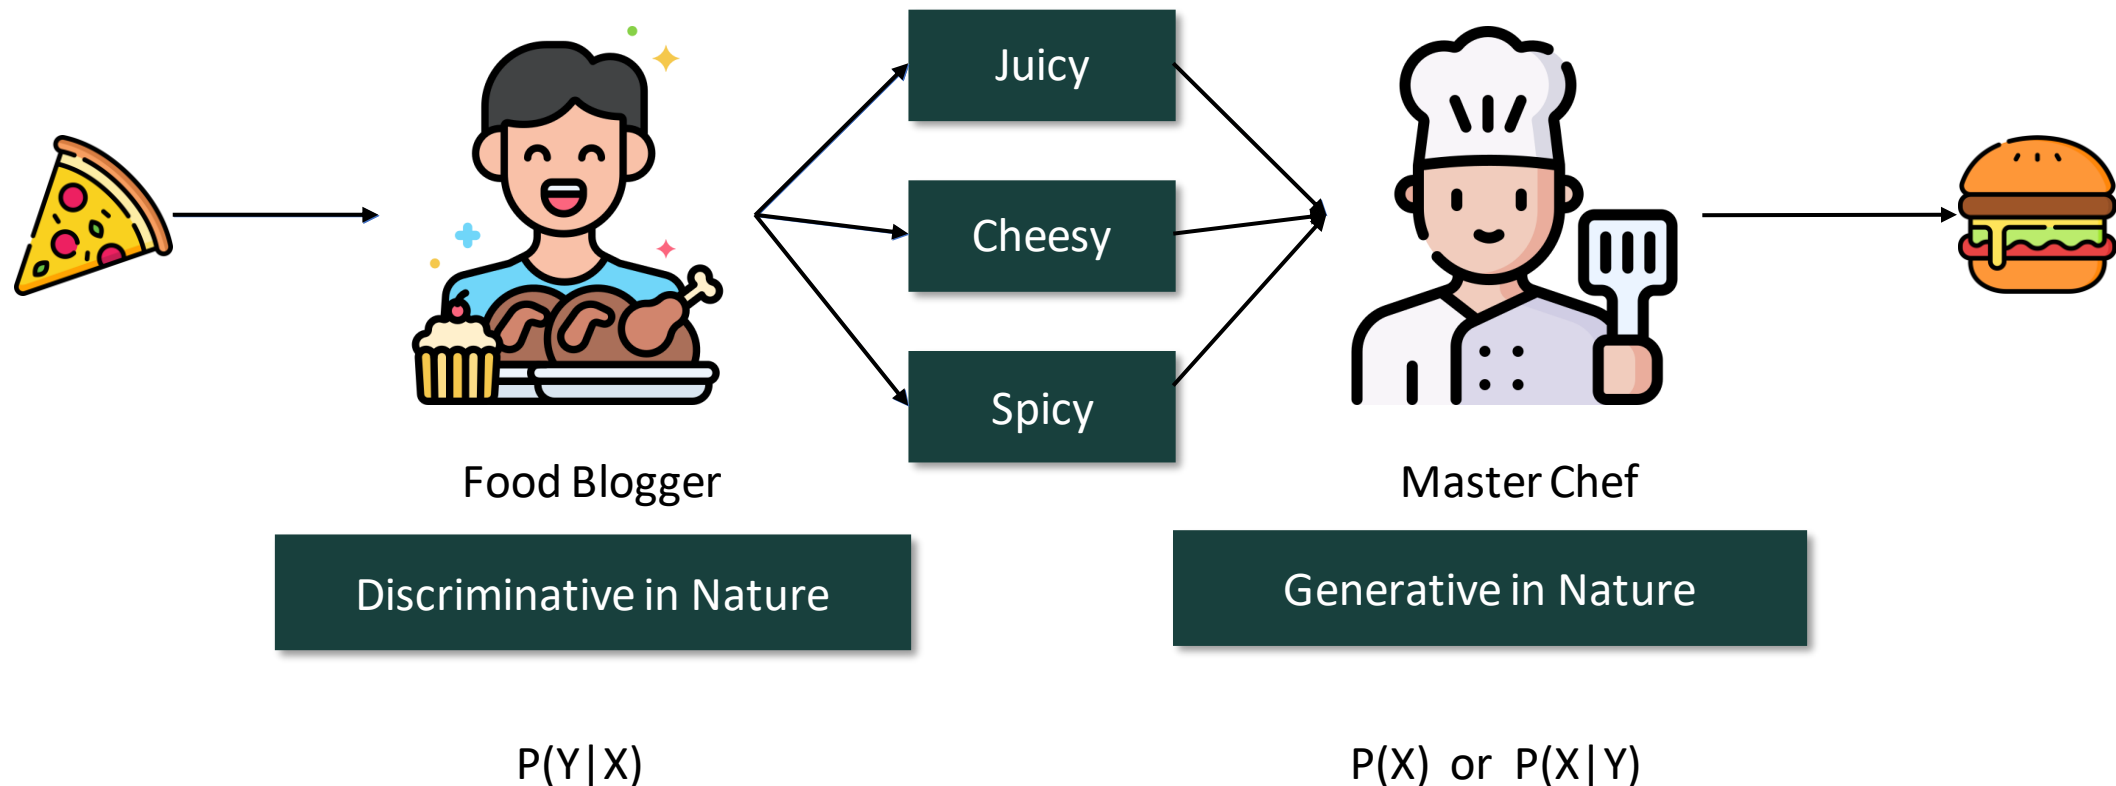 Juicy
Cheesy
Spicy
Food Blogger
Master Chef
Discriminative in Nature
Generative in Nature
P(Y|X)
P(X) or P(X|Y)